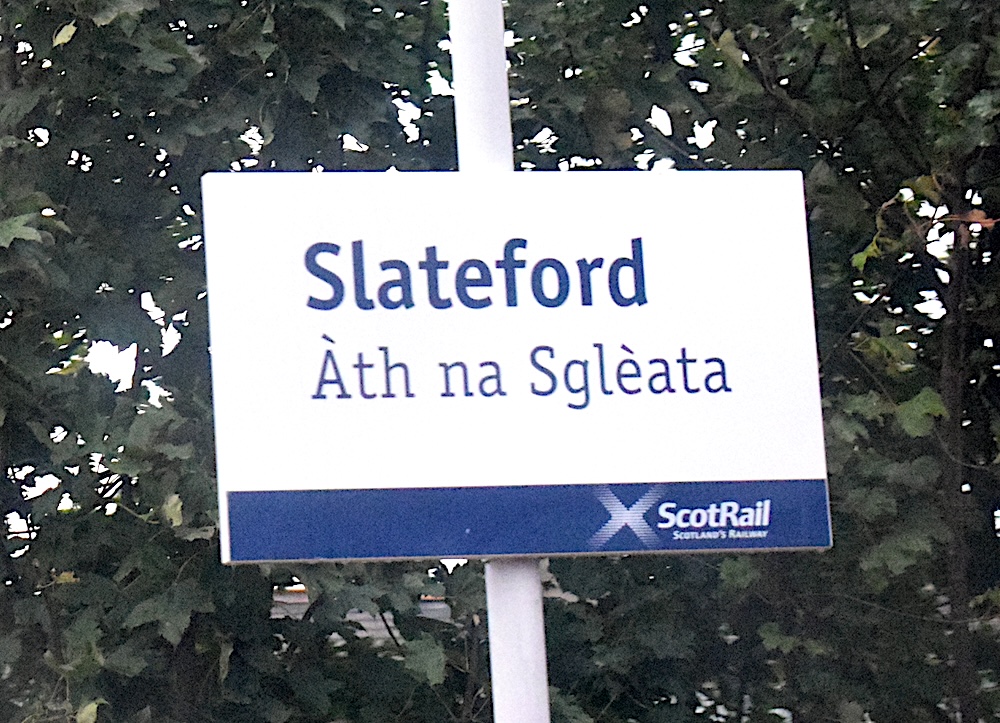 Slateford
Àth na Sglèata
ScotRail
SCOTLAND'S RAILWAY